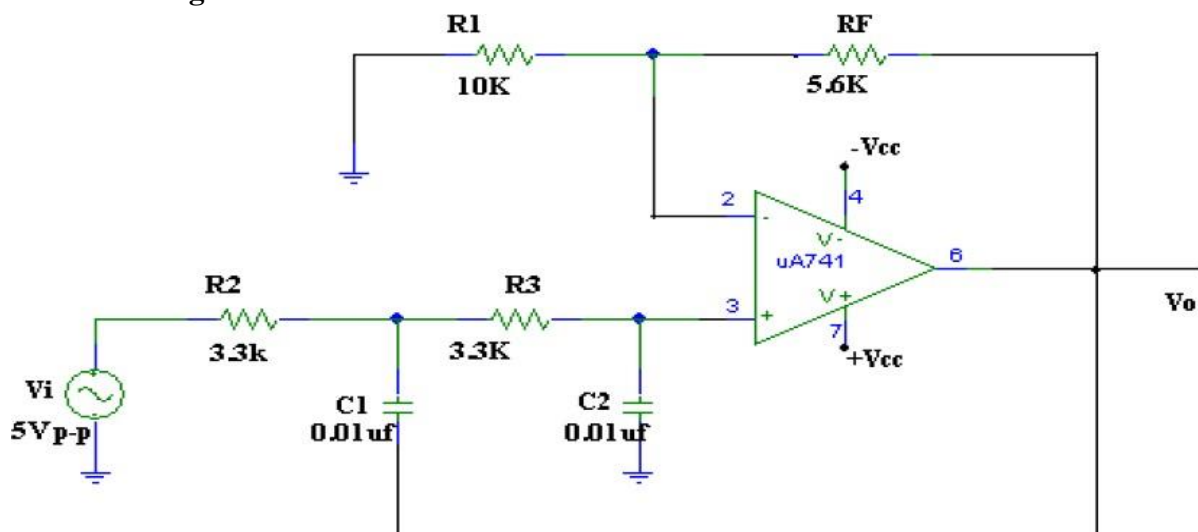 R1
RF
10K
5.6K
-Vcc
2
4
-
V-
uA741
6
R2
R3
3
+
V+
Vo
3.3k
3.3K
7
+Vcc
Vi
C1
C2
5Vp-p
0.01uf
0.01uf